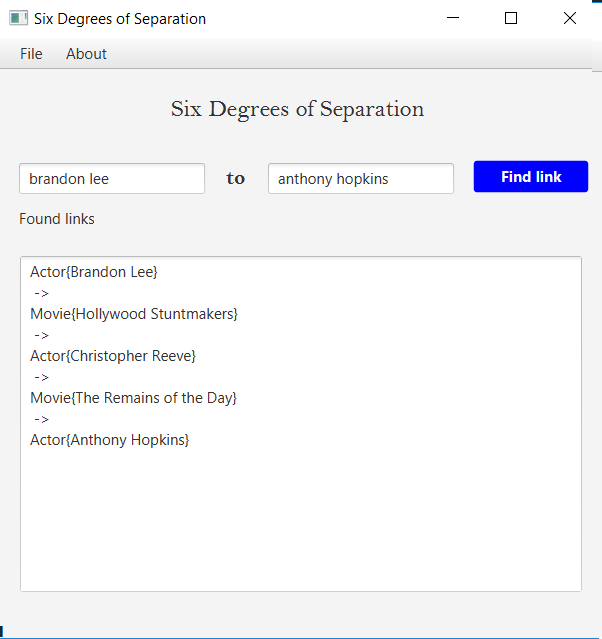 Six Degrees of Separation
File About
Six Degrees of Separation
brandon lee to anthony hopkins Find link
Found links
Actor{Brandon Lee}
->
Movie{Hollywood Stuntmakers}
->
Actor{Christopher Reeve}
->
Movie{The Remains of the Day}
->
Actor{Anthony Hopkins}